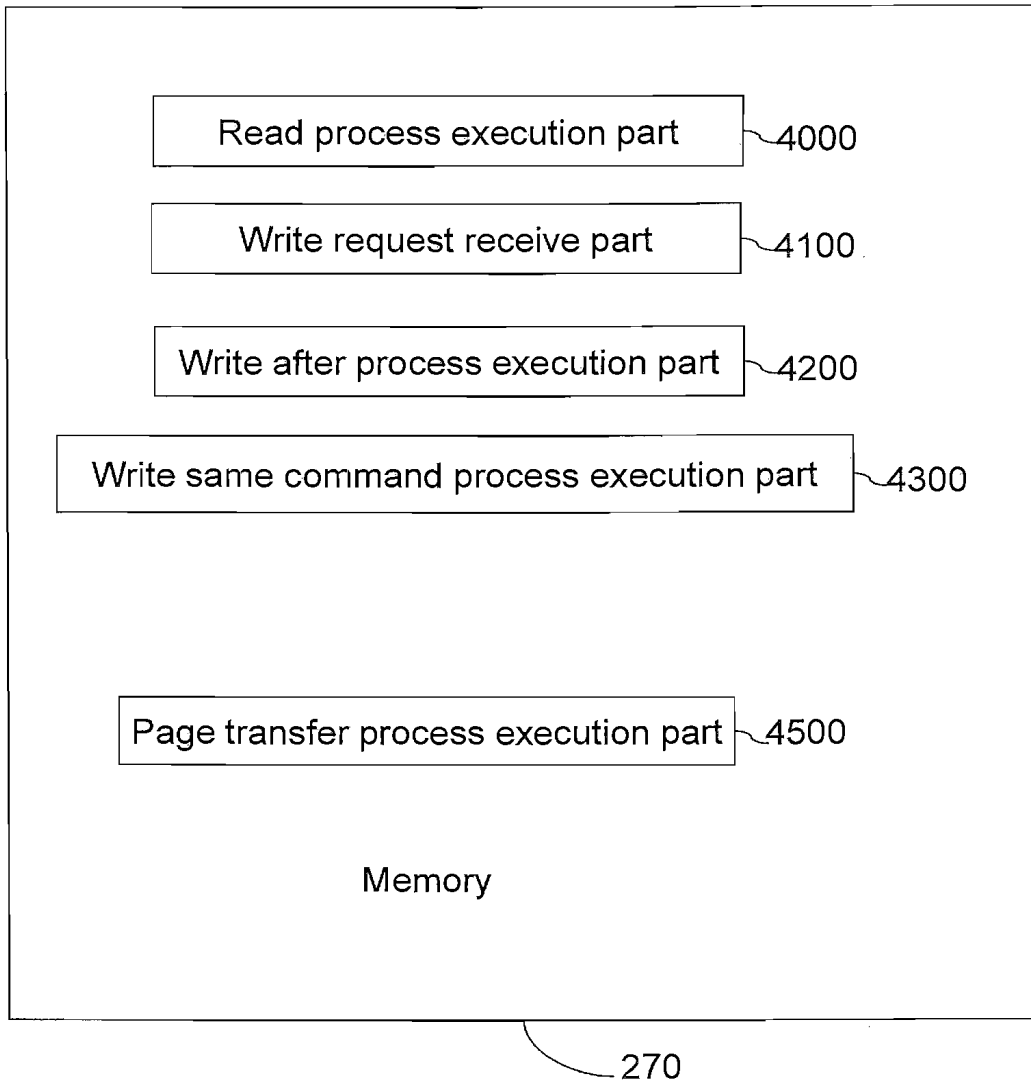 Read process execution part 4000
Write request receive part 4100
Write after process execution part 4200
Write same command process execution part 4300
Page transfer process execution part 4500
Memory
270